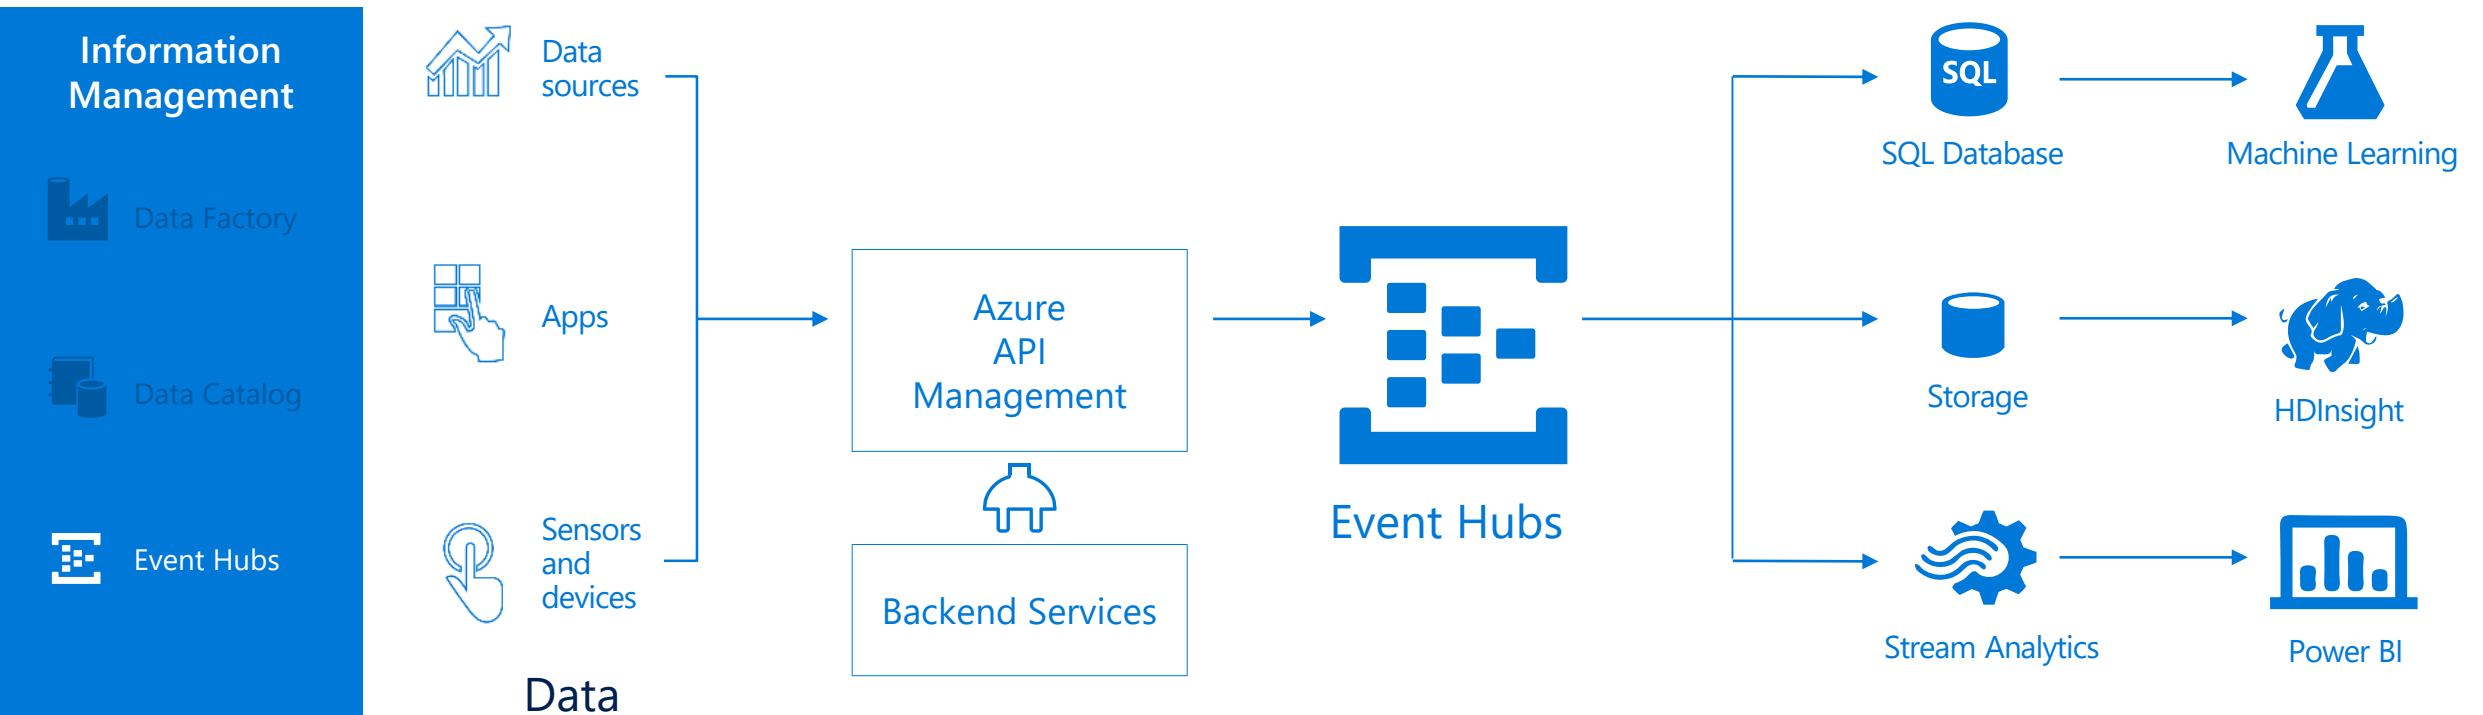 Information
Management
Data Factory
Data Catalog
Event Hubs
Data
sources
Apps
Sensors
and
devices
Data
Azure
API
Management
Backend Services
Event Hubs
SQL
SQL Database
Machine Learning
Storage
HDInsight
Stream Analytics
Power BI